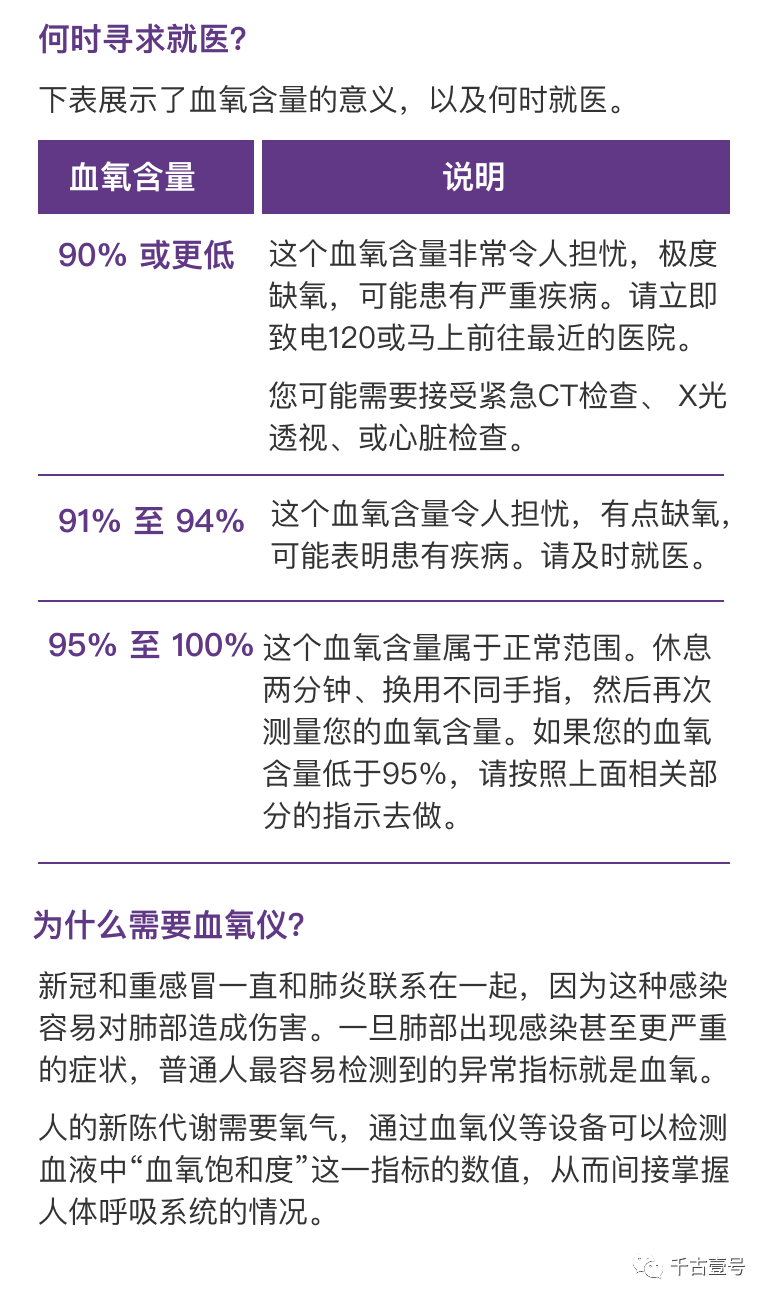 何时寻求就医?
下表展示了血氧含量的意义，以及何时就医。
血氧含量
说明
90% 或更低
这个血氧含量非常令人担忧，极度
缺氧，可能患有严重疾病。请立即
致电120或马上前往最近的医院。
您可能需要接受紧急CT检查、 X光
透视、或心脏检查。
91% 至 94%
这个血氧含量令人担忧，有点缺氧，
可能表明患有疾病。请及时就医。
95% 至 100%
这个血氧含量属于正常范围。休息
两分钟、换用不同手指，然后再次
测量您的血氧含量。如果您的血氧
含量低于95%，请按照上面相关部
分的指示去做。
为什么需要血氧仪?
新冠和重感冒一直和肺炎联系在一起，因为这种感染
容易对肺部造成伤害。一旦肺部出现感染甚至更严重
的症状，普通人最容易检测到的异常指标就是血氧。
人的新陈代谢需要氧气，通过血氧仪等设备可以检测
血液中“血氧饱和度”这一指标的数值，从而间接掌握
人体呼吸系统的情况。
千古壹号